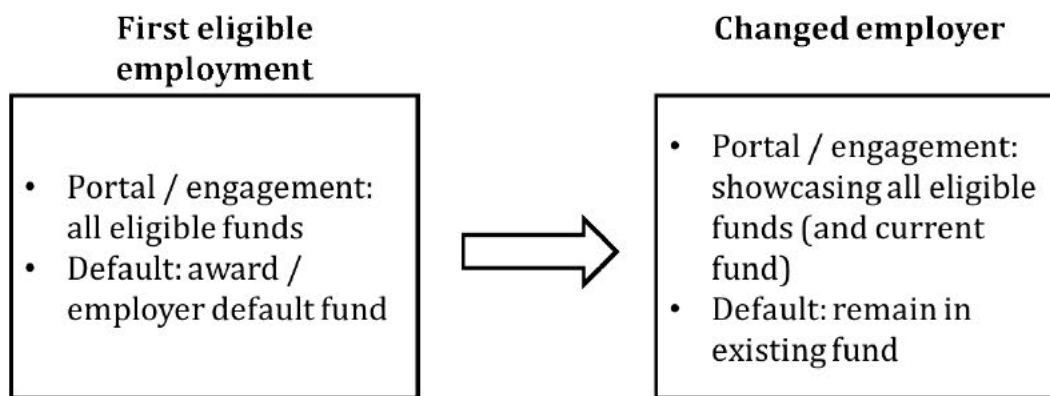 First eligible
employment
• Portal / engagement:
all eligible funds
• Default: award /
employer default fund
Changed employer
• Portal / engagement:
showcasing all eligible
funds (and current
fund)
• Default: remain in
existing fund